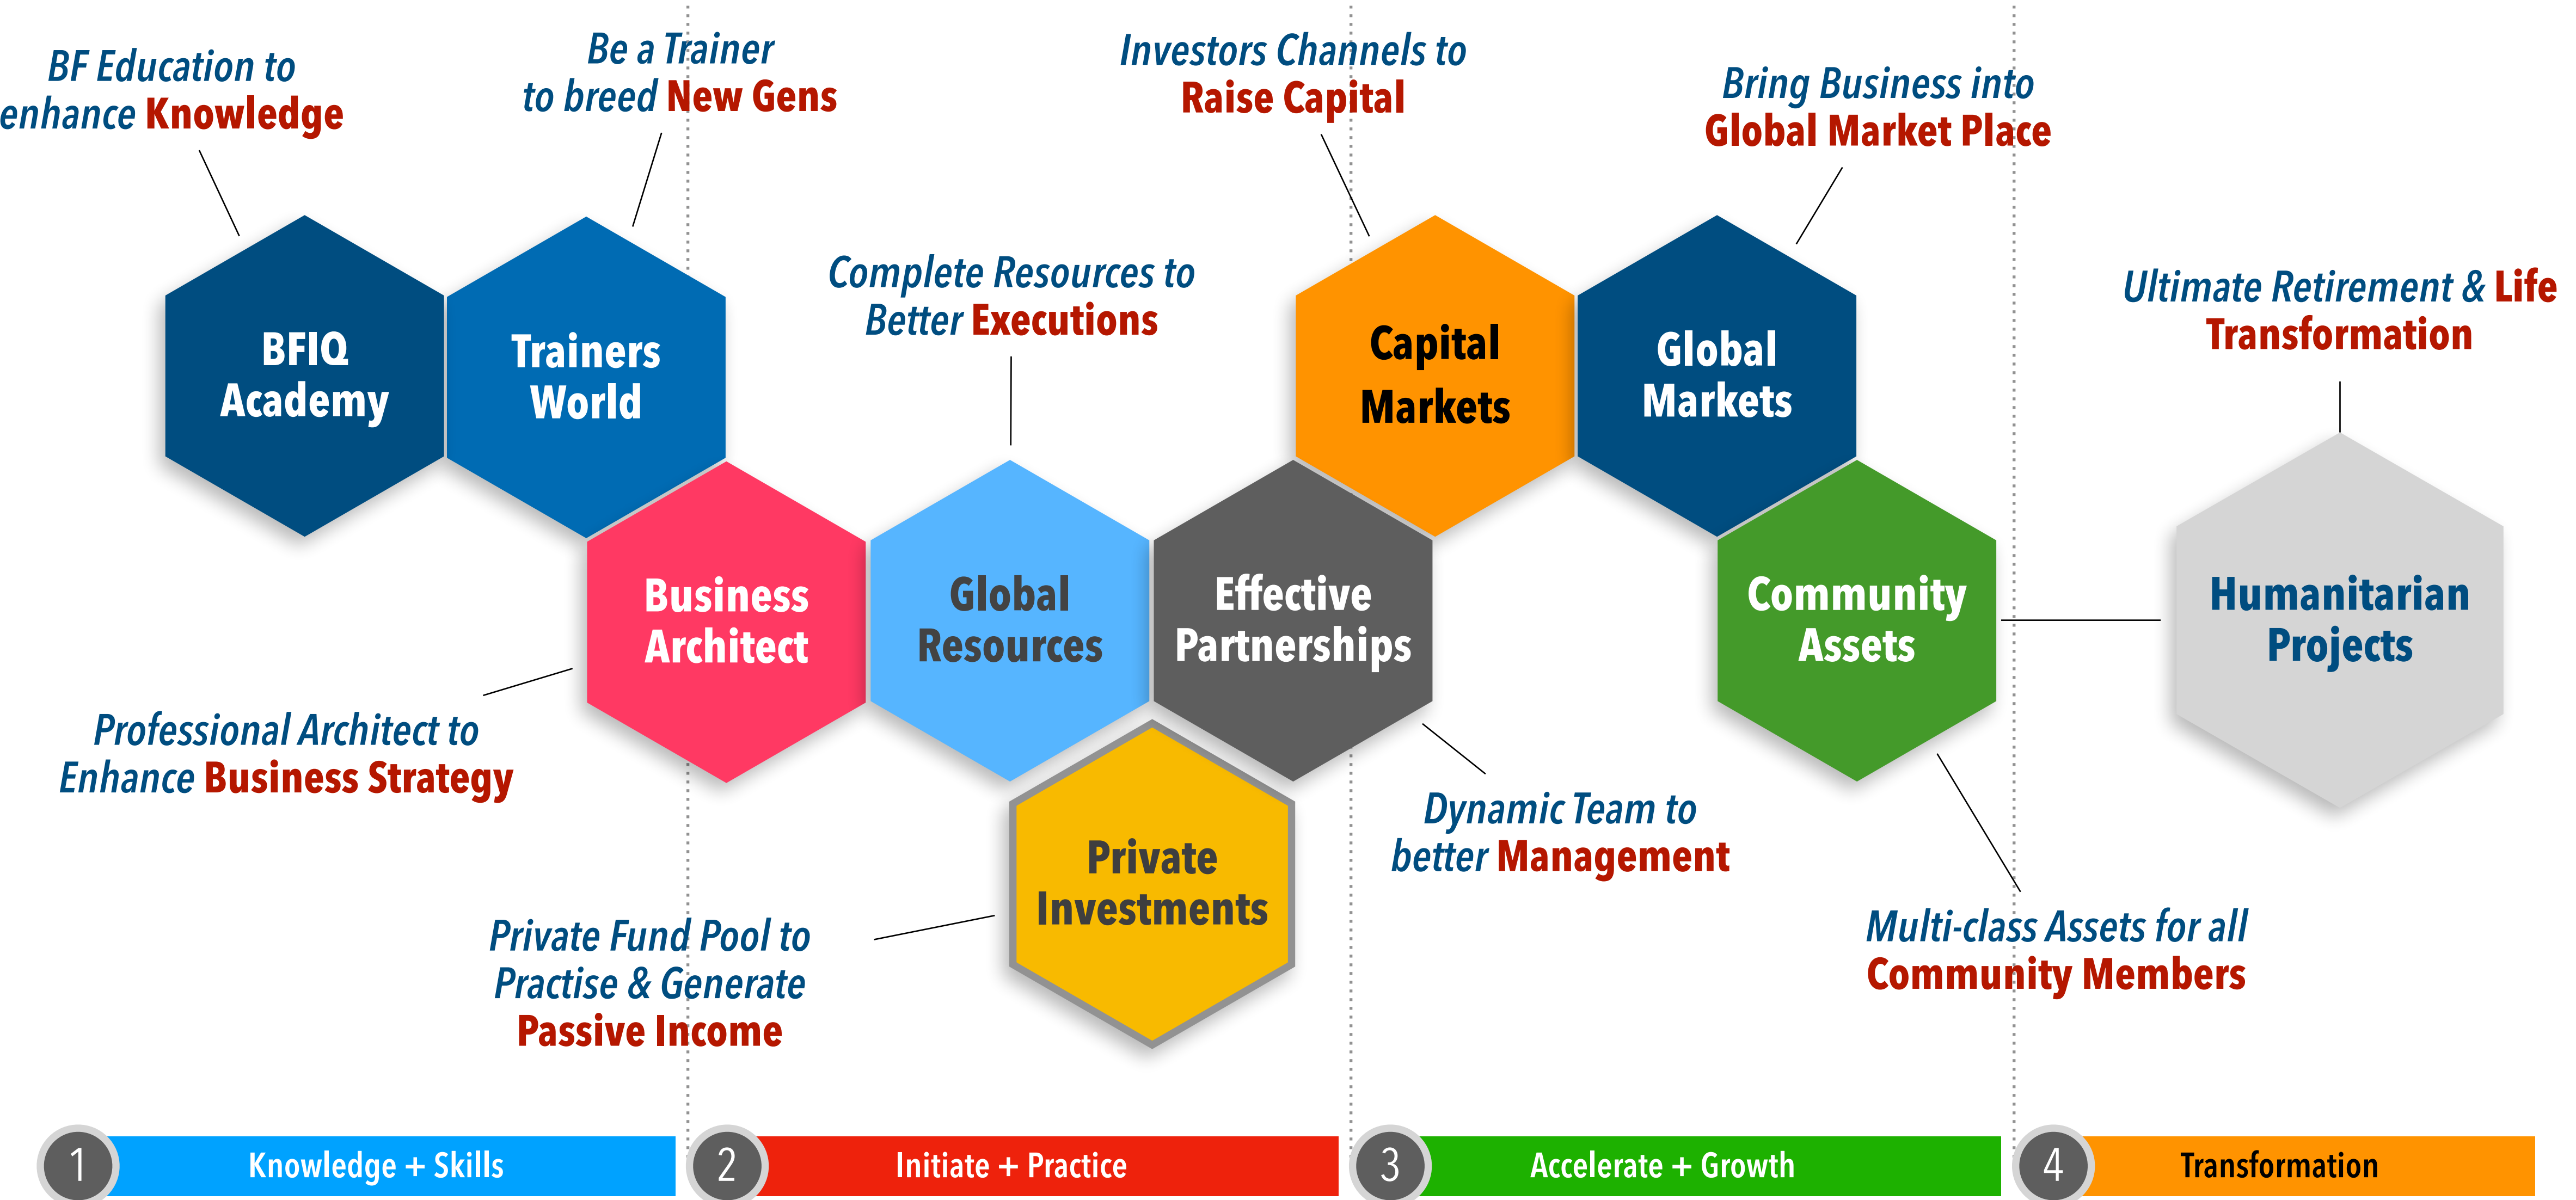 BF Education to
enhance Knowledge
Be a Trainer
to breed New Gens
Investors Channels to
Raise Capital
Bring Business into
Global Market Place
Complete Resources to
Better Executions
Ultimate Retirement & Life
Transformation
BFIQ
Academy
Trainers
World
Capital
Markets
Global
Markets
Business
Architect
Global
Resources
Effective
Partnerships
Community
Assets
Humanitarian
Projects
Professional Architect to
Enhance Business Strategy
Dynamic Team to
better Management
Private
Investments
Private Fund Pool to
Practise & Generate
Passive Income
Multi-class Assets for all
Community Members
1
Knowledge + Skills
2
Initiate + Practice
3
Accelerate + Growth
4
Transformation